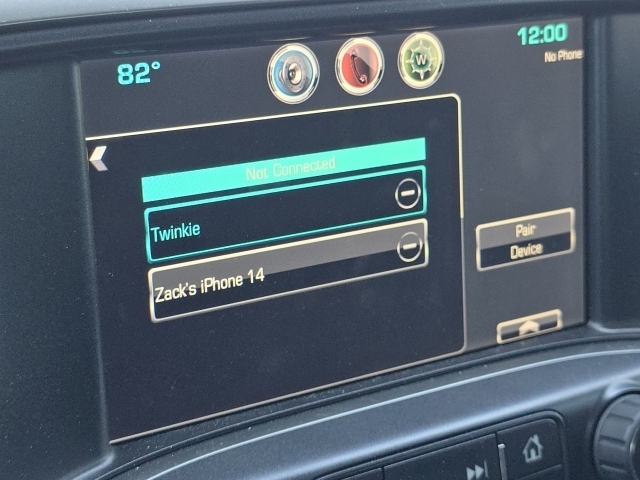 82°
W
12:00
No Phone
Not Connected
Twinkie
Zack's iPhone 14
Pair
Device